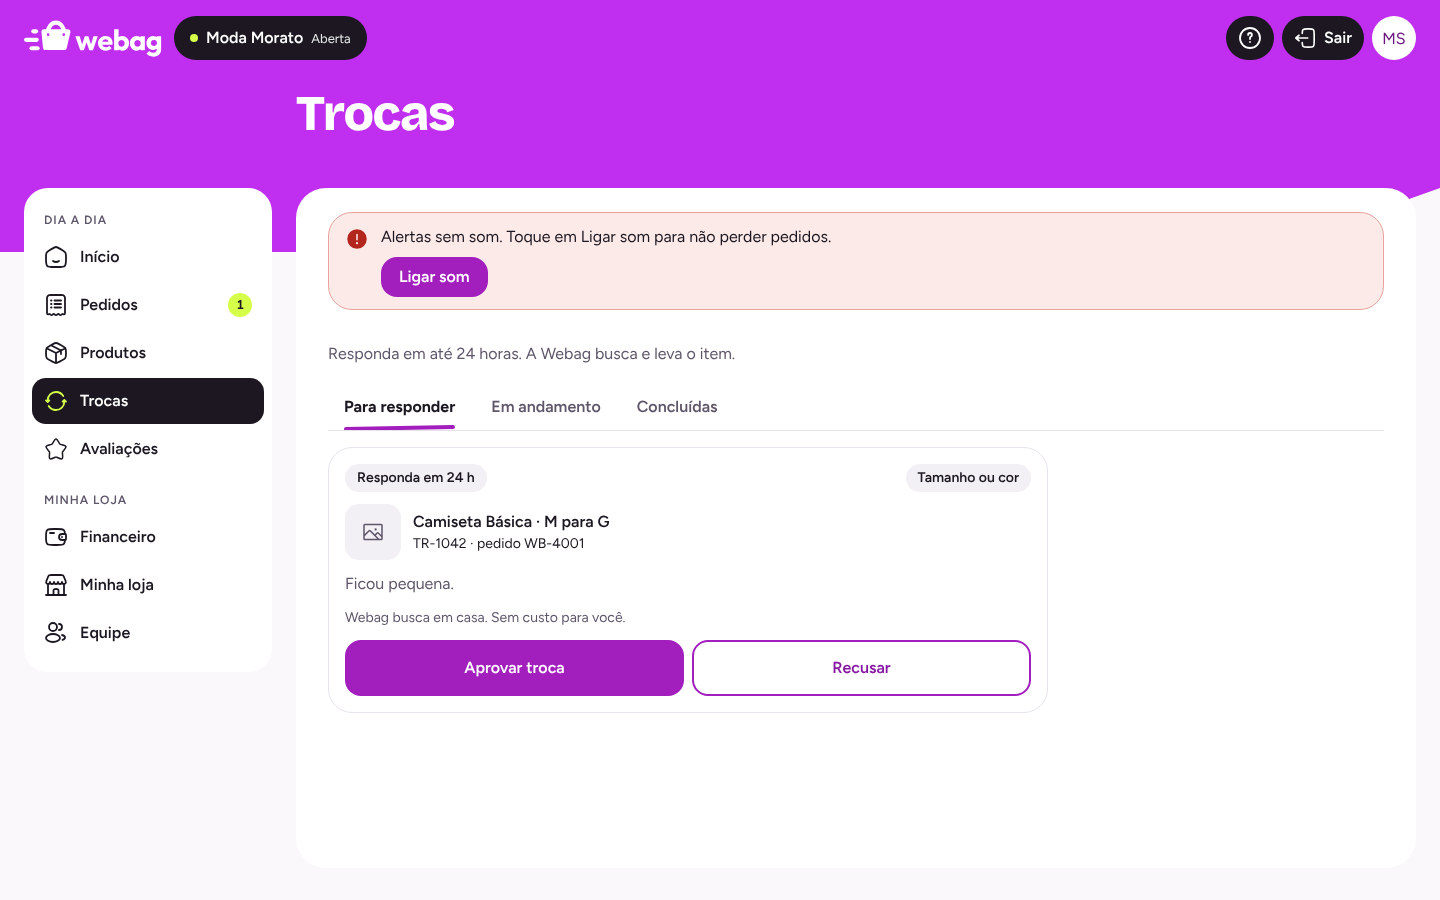 webag
Moda Morato Aberta
Sair
MS
Trocas
DIA A DIA
Início
Pedidos 1
Produtos
Trocas
Avaliações
MINHA LOJA
Financeiro
Minha loja
Equipe
Alertas sem som. Toque em Ligar som para não perder pedidos.
Ligar som
Responda em até 24 horas. A Webag busca e leva o item.
Para responder Em andamento Concluídas
Responda em 24 h Tamanho ou cor
Camiseta Básica · M para G
TR-1042 · pedido WB-4001
Ficou pequena.
Webag busca em casa. Sem custo para você.
Aprovar troca Recusar